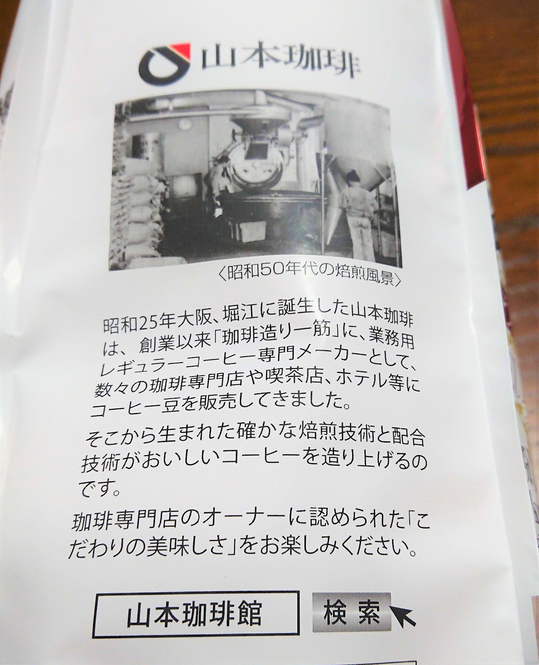 山本珈琲
〈昭和50年代の焙煎風景〉
昭和25年大阪、堀江に誕生した山本珈琲
は、創業以来「珈琲造り一筋」に、業務用
レギュラーコーヒー専門メーカーとして、
数々の珈琲専門店や喫茶店、ホテル等に
コーヒー豆を販売してきました。
そこから生まれた確かな焙煎技術と配合
技術がおいしいコーヒーを造り上げるの
です。
珈琲専門店のオーナーに認められた「こ
だわりの美味しさ」をお楽しみください。
山本珈琲館 検索